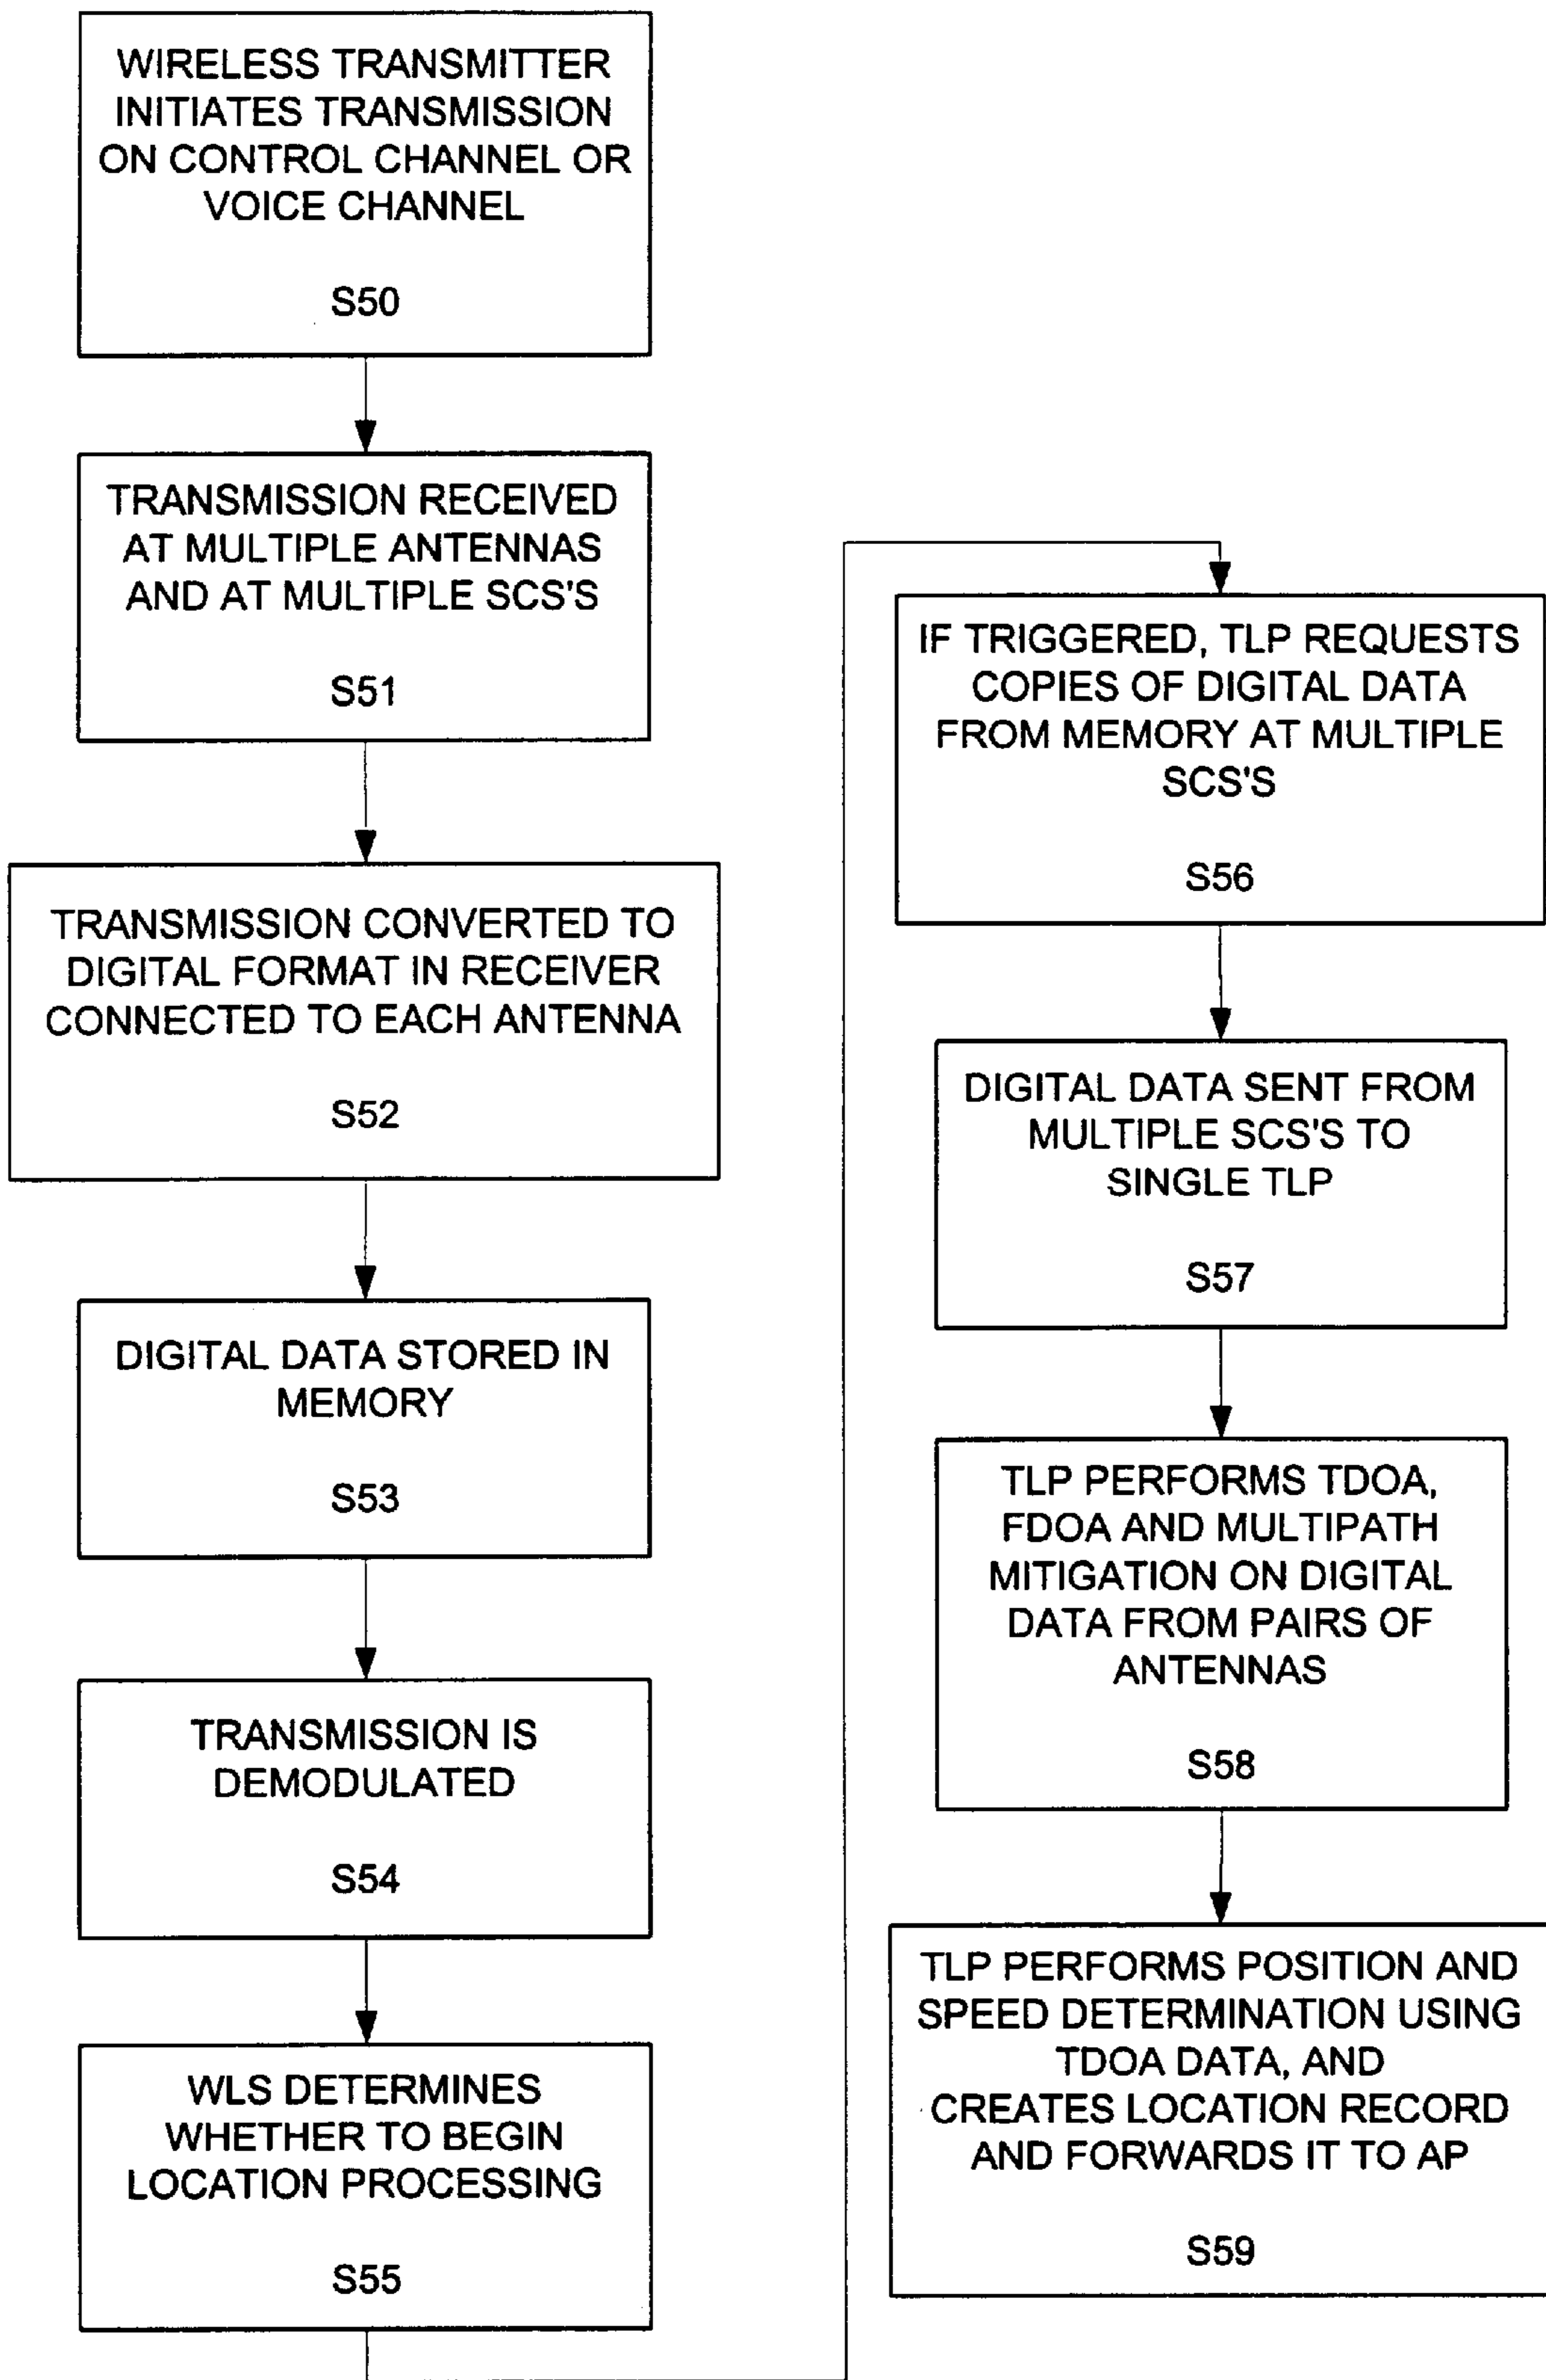 WIRELESS TRANSMITTER
INITIATES TRANSMISSION
ON CONTROL CHANNEL OR
VOICE CHANNEL
S50
TRANSMISSION RECEIVED
AT MULTIPLE ANTENNAS
AND AT MULTIPLE SCS'S
S51
TRANSMISSION CONVERTED TO
DIGITAL FORMAT IN RECEIVER
CONNECTED TO EACH ANTENNA
S52
DIGITAL DATA STORED IN
MEMORY
S53
TRANSMISSION IS
DEMODULATED
S54
WLS DETERMINES
WHETHER TO BEGIN
LOCATION PROCESSING
S55
IF TRIGGERED, TLP REQUESTS
COPIES OF DIGITAL DATA
FROM MEMORY AT MULTIPLE
SCS'S
S56
DIGITAL DATA SENT FROM
MULTIPLE SCS'S TO
SINGLE TLP
S57
TLP PERFORMS TDOA,
FDOA AND MULTIPATH
MITIGATION ON DIGITAL
DATA FROM PAIRS OF
ANTENNAS
S58
TLP PERFORMS POSITION AND
SPEED DETERMINATION USING
TDOA DATA, AND
CREATES LOCATION RECORD
AND FORWARDS IT TO AP
S59